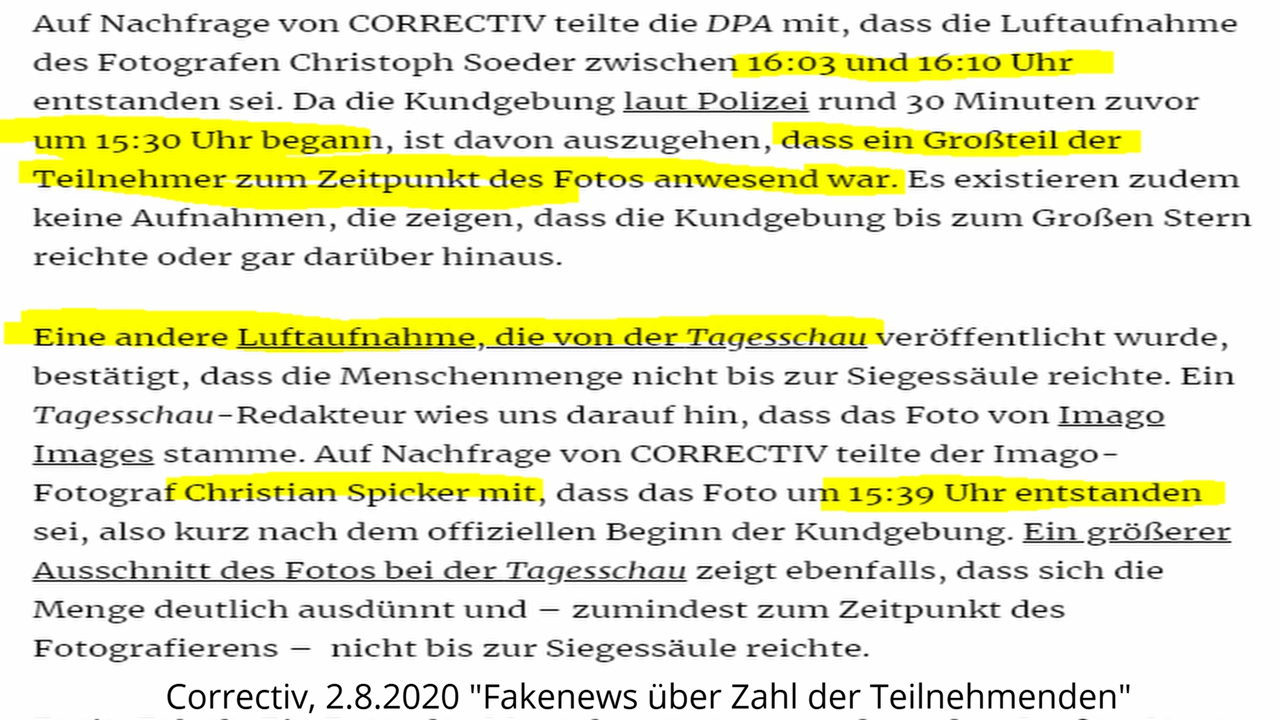 Auf Nachfrage von CORRECTIV teilte die DPA mit, dass die Luftaufnahme
des Fotografen Christoph Soeder zwischen 16:03 und 16:10 Uhr
entstanden sei. Da die Kundgebung laut Polizei rund 30 Minuten zuvor
um 15:30 Uhr begann, ist davon auszugehen, dass ein Großteil der
Teilnehmer zum Zeitpunkt des Fotos anwesend war. Es existieren zudem
keine Aufnahmen, die zeigen, dass die Kundgebung bis zum Großen Stern
reichte oder gar darüber hinaus.
Eine andere Luftaufnahme, die von der Tagesschau veröffentlicht wurde,
bestätigt, dass die Menschenmenge nicht bis zur Siegessäule reichte. Ein
Tagesschau-Redakteur wies uns darauf hin, dass das Foto von Imago
Images stamme. Auf Nachfrage von CORRECTIV teilte der Imago-
Fotograf Christian Spicker mit, dass das Foto um 15:39 Uhr entstanden
sei, also kurz nach dem offiziellen Beginn der Kundgebung. Ein größerer
Ausschnitt des Fotos bei der Tagesschau zeigt ebenfalls, dass sich die
Menge deutlich ausdünnt und – zumindest zum Zeitpunkt des
Fotografierens – nicht bis zur Siegessäule reichte.
Correctiv, 2.8.2020 "Fakenews über Zahl der Teilnehmenden"